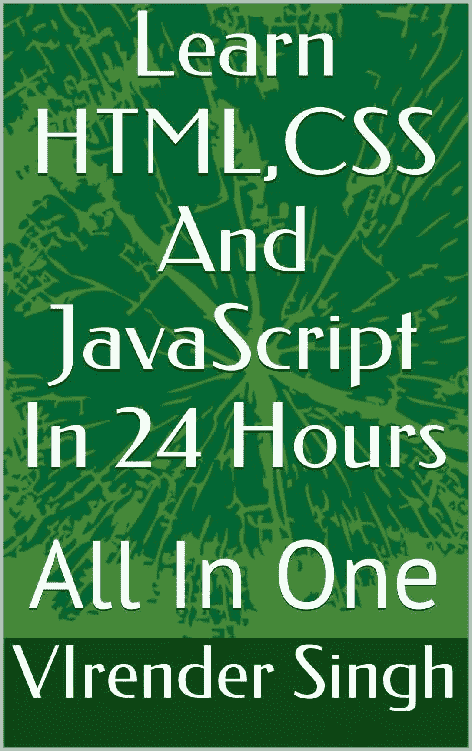 Learn
HTML,CSS
And
JavaScript
In 24 Hours
All In One
VIrender Singh